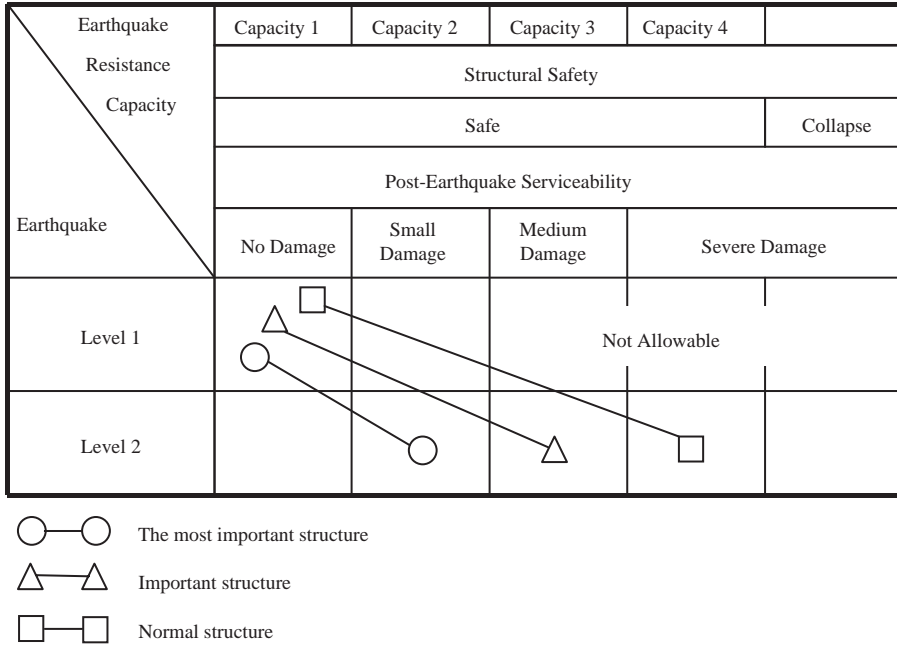 Earthquake
Resistance
Capacity
Earthquake
Capacity 1 Capacity 2 Capacity 3 Capacity 4
Structural Safety
Safe Collapse
Post-Earthquake Serviceability
No Damage
Small
Damage
Medium
Damage
Severe Damage
Level 1
Not Allowable
Level 2
The most important structure
Important structure
Normal structure